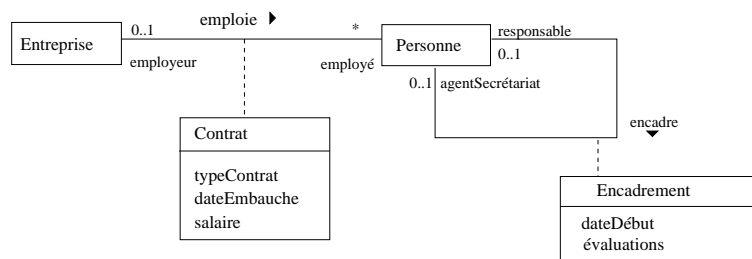 emploie
Entreprise
0..1
employeur
*
employé
Personne
responsable
0..1
0..1
agentSecrétariat
encadre
Contrat
typeContrat
dateEmbauche
salaire
Encadrement
dateDébut
évaluations